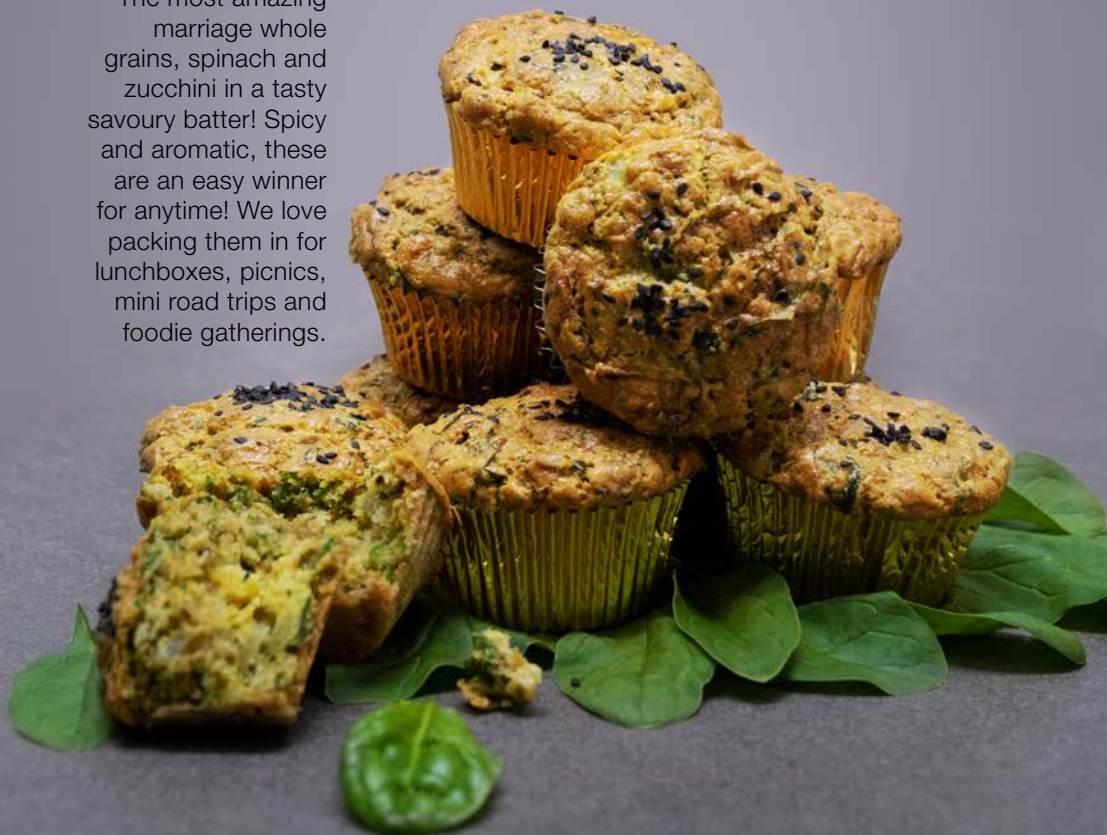 The most amazing
marriage whole
grains, spinach and
zucchini in a tasty
savoury batter! Spicy
and aromatic, these
are an easy winner
for anytime! We love
packing them in for
lunchboxes, picnics,
mini road trips and
foodie gatherings.